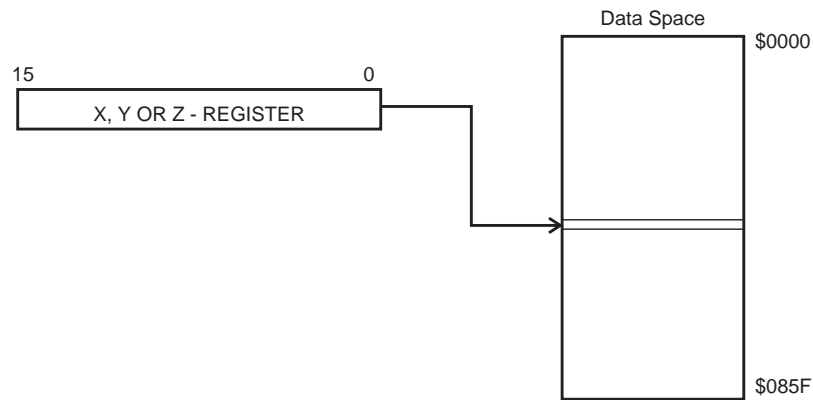 Data Space
$0000
15 0
X, Y OR Z - REGISTER
$085F